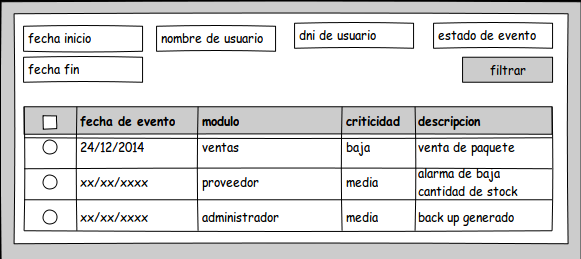 fecha inicio
nombre de usuario
dni de usuario
estado de evento
fecha fin
filtrar
fecha de evento modulo criticidad descripcion
24/12/2014 ventas baja venta de paquete
xx/xx/xxxx proveedor media alarma de baja
cantidad de stock
xx/xx/xxxx administrador media back up generado